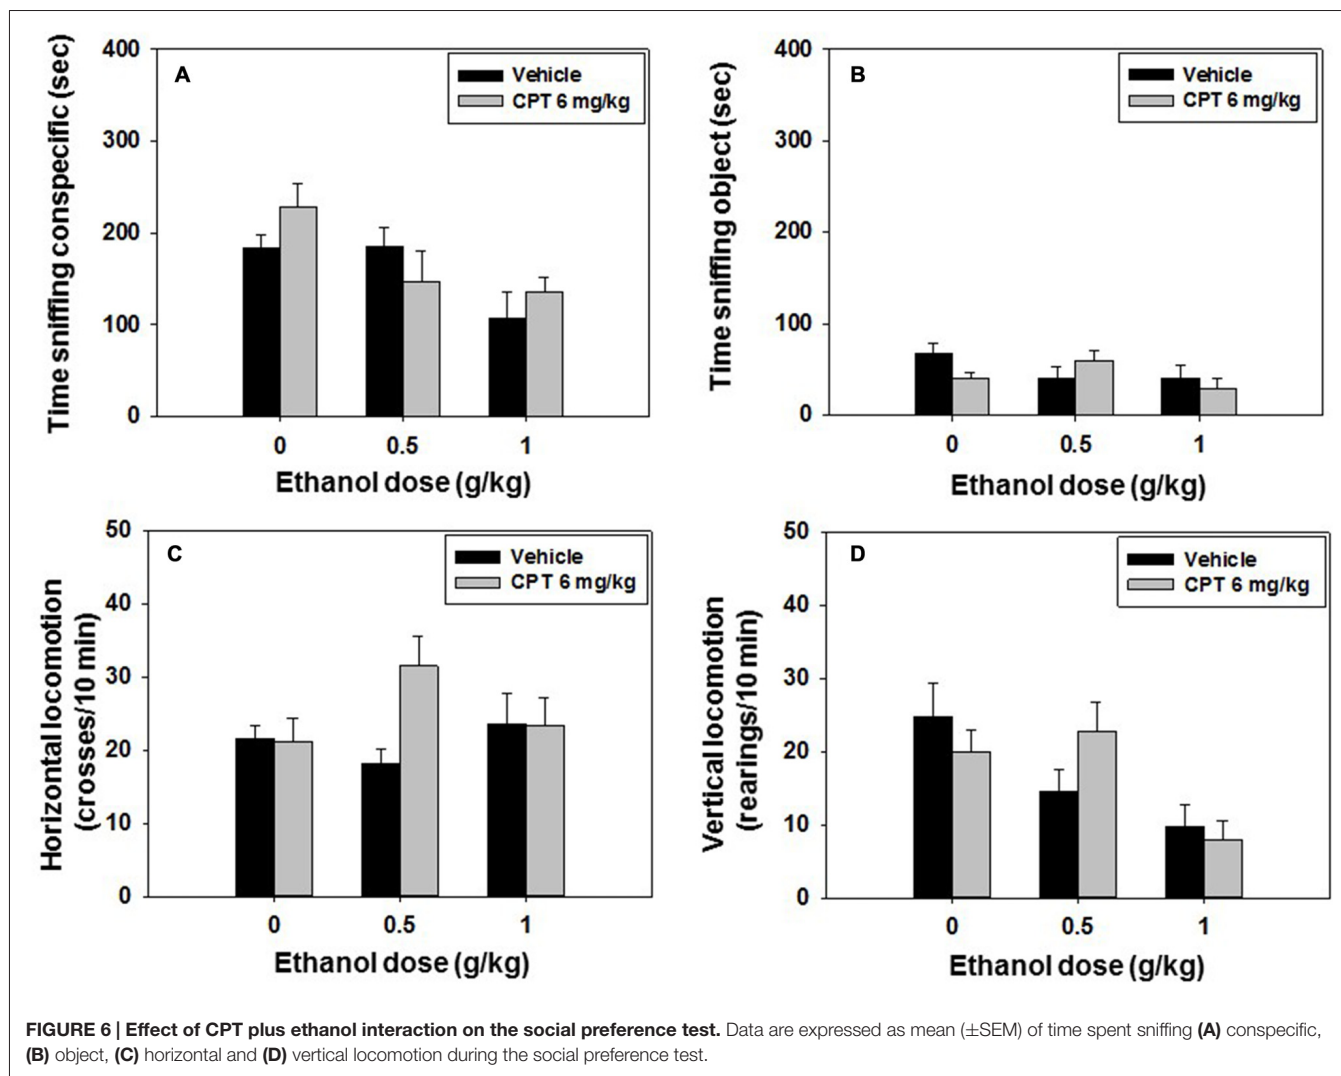 A
Vehicle
CPT 6 mg/kg
Time sniffing conspecific (sec)
400
300
200
100
0
0 0.5 1
Ethanol dose (g/kg)
B
Vehicle
CPT 6 mg/kg
Time sniffing object (sec)
400
300
200
100
0
0 0.5 1
Ethanol dose (g/kg)
C
Vehicle
CPT 6 mg/kg
Horizontal locomotion
(crosses/10 min)
50
40
30
20
10
0
0 0.5 1
Ethanol dose (g/kg)
D
Vehicle
CPT 6 mg/kg
Vertical locomotion
(rearings/10 min)
50
40
30
20
10
0
0 0.5 1
Ethanol dose (g/kg)
FIGURE 6 | Effect of CPT plus ethanol interaction on the social preference test. Data are expressed as mean (±SEM) of time spent sniffing (A) conspecific,
(B) object, (C) horizontal and (D) vertical locomotion during the social preference test.